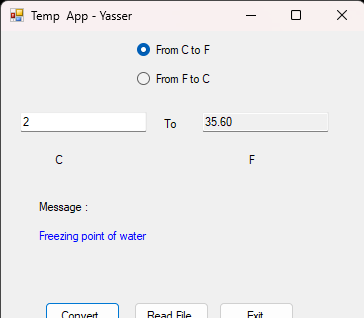 Temp App - Yasser
From C to F
From F to C
2 To 35.60
C F
Message :
Freezing point of water
Convert Read File Exit